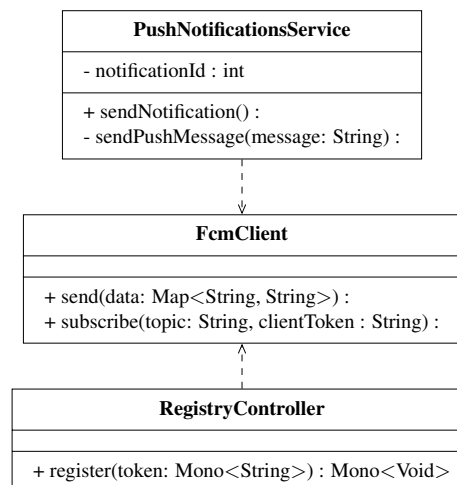 PushNotificationsService
- notificationId : int
+ sendNotification() :
- sendPushMessage(message: String) :
FcmClient
+ send(data: Map<String, String>) :
+ subscribe(topic: String, clientToken : String) :
RegistryController
+ register(token: Mono<String>) : Mono<Void>